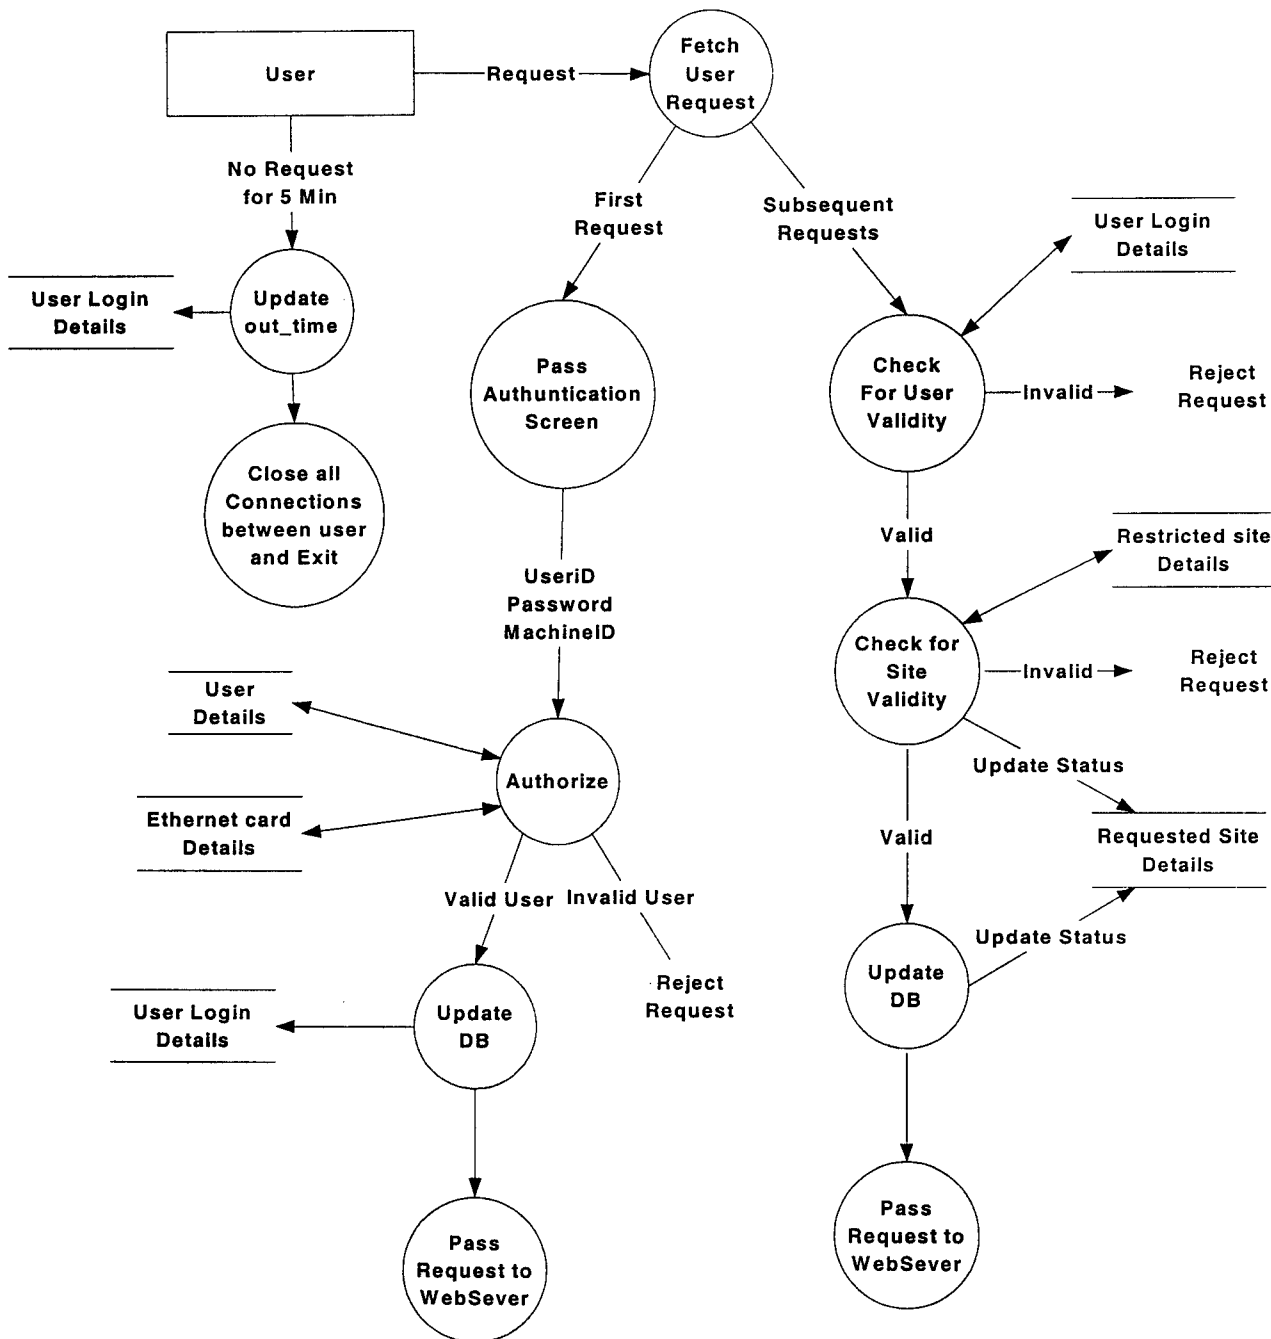 User
Request
Fetch
User
Request
No Request
for 5 Min
First
Request
Subsequent
Requests
User Login
Details
User Login
Details
Update
out_time
Pass
Authuntication
Screen
Check
For User
Validity
Invalid
Reject
Request
Close all
Connections
between user
and Exit
Valid
Restricted site
Details
UseriD
Password
MachineID
Check for
Site
Validity
Invalid
Reject
Request
User
Details
Authorize
Update Status
Ethernet card
Details
Valid
Requested Site
Details
Valid User
Invalid User
Update Status
Reject
Request
Update
DB
User Login
Details
Update
DB
Pass
Request to
WebSever
Pass
Request to
WebSever